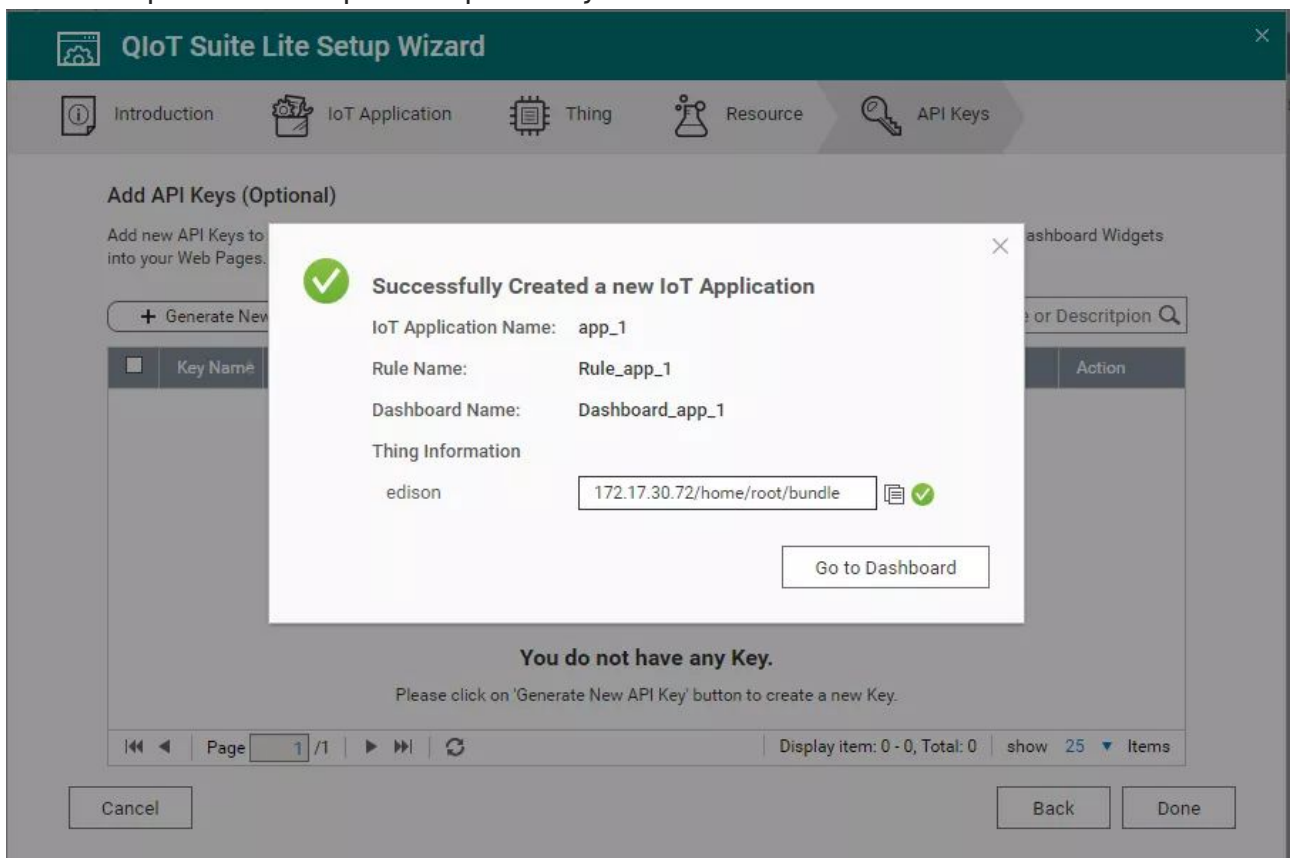 QIoT Suite Lite Setup Wizard
Introduction
IoT Application
Thing
Resource
API Keys
Add API Keys (Optional)
Add new API Keys to
ashboard Widgets
into your Web Pages.
+ Generate New
or Descritpion
Key Name
Action
Successfully Created a new IoT Application
IoT Application Name: app_1
Rule Name: Rule_app_1
Dashboard Name: Dashboard_app_1
Thing Information
edison 172.17.30.72/home/root/bundle
Go to Dashboard
You do not have any Key.
Please click on 'Generate New API Key' button to create a new Key.
Page 1 /1
Display item: 0 - 0, Total: 0
show 25 Items
Cancel
Back
Done